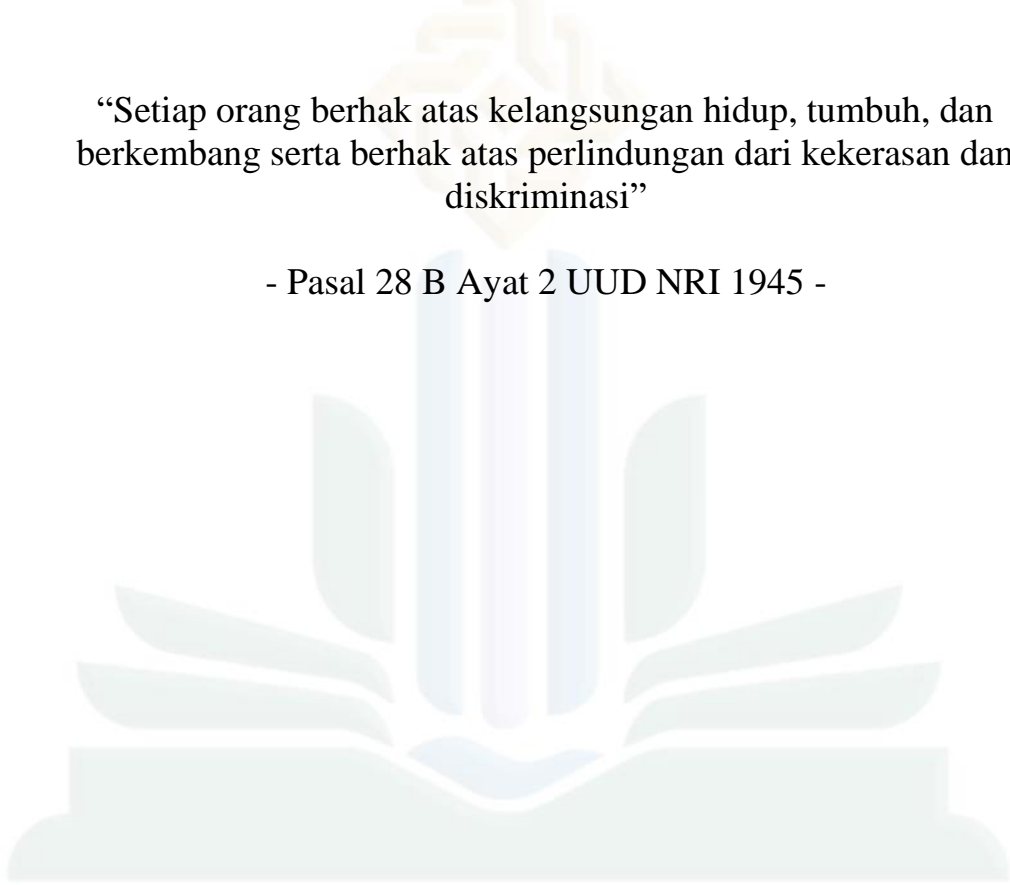 “Setiap orang berhak atas kelangsungan hidup, tumbuh, dan
berkembang serta berhak atas perlindungan dari kekerasan dan
diskriminasi”
- Pasal 28 B Ayat 2 UUD NRI 1945 -